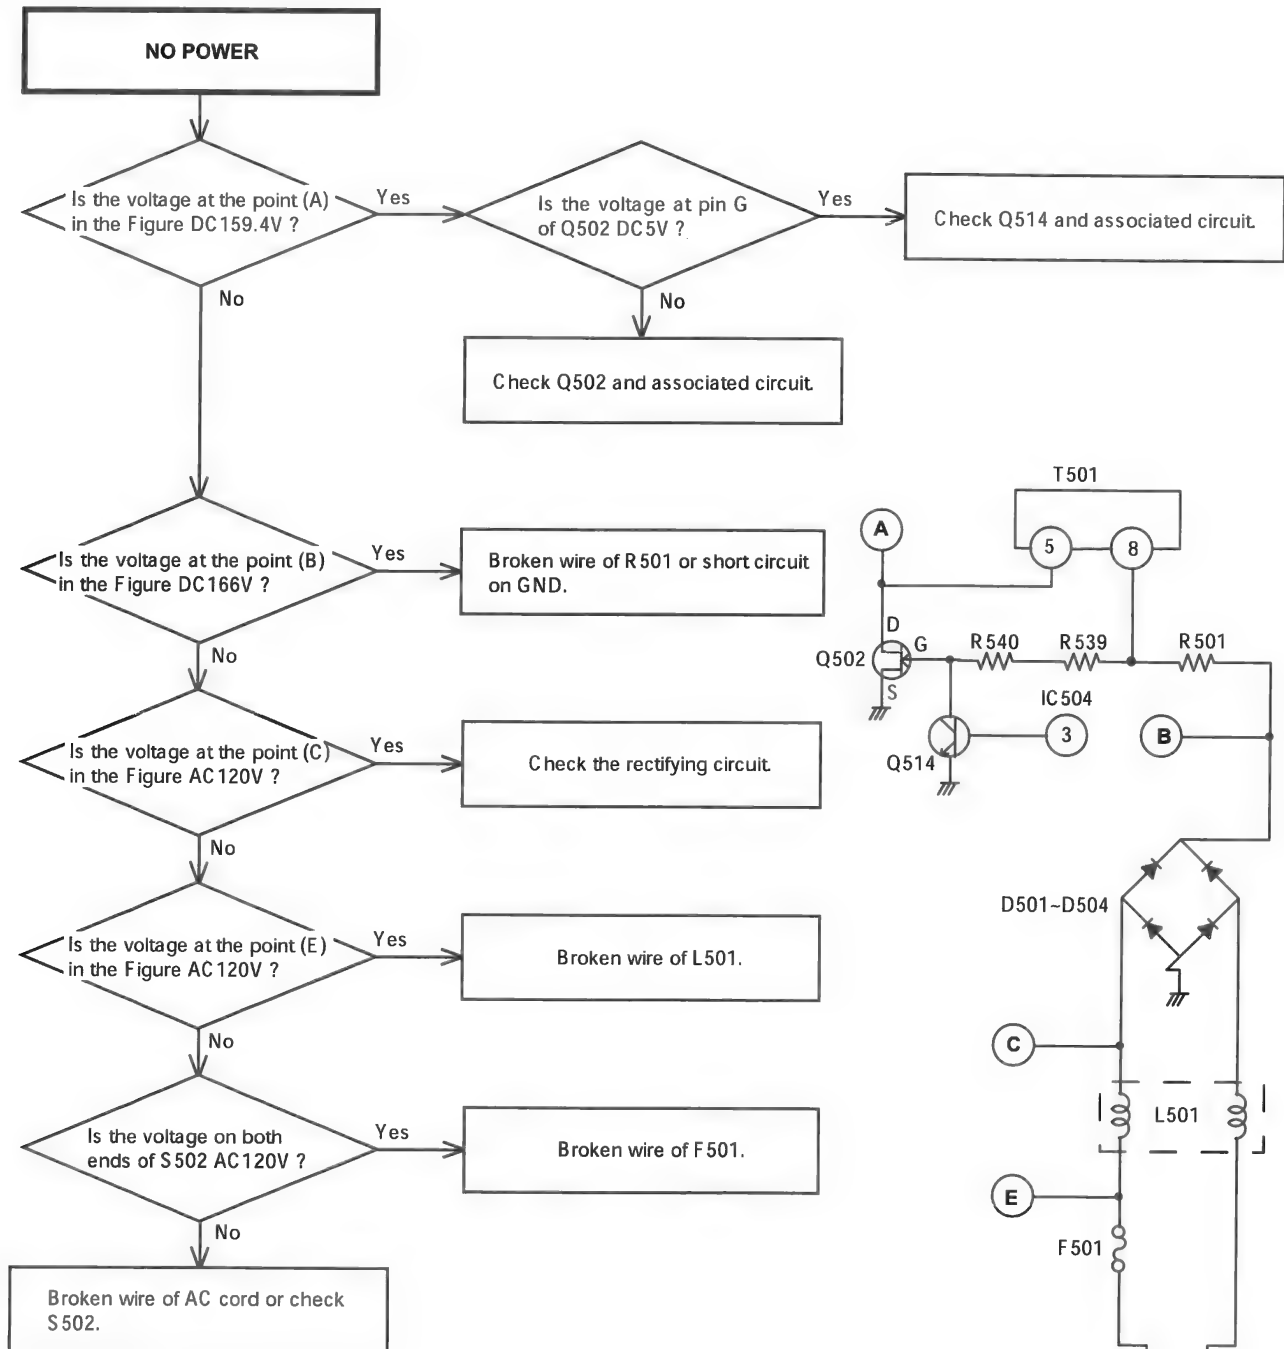 NO POWER
Is the voltage at the point (A)
in the Figure DC159.4V ?
Yes
No
Is the voltage at pin G
of Q502 DC5V ?
Yes
No
Check Q514 and associated circuit.
Check Q502 and associated circuit.
Is the voltage at the point (B)
in the Figure DC166V ?
Yes
No
Broken wire of R501 or short circuit
on GND.
Is the voltage at the point (C)
in the Figure AC120V ?
Yes
No
Check the rectifying circuit.
Is the voltage at the point (E)
in the Figure AC120V ?
Yes
No
Broken wire of L501.
Is the voltage on both
ends of S502 AC120V ?
Yes
No
Broken wire of F501.
Broken wire of AC cord or check
S502.
T501
A
5
8
D
G
S
Q502
R540
R539
R501
IC504
3
B
Q514
D501~D504
C
L501
E
F501